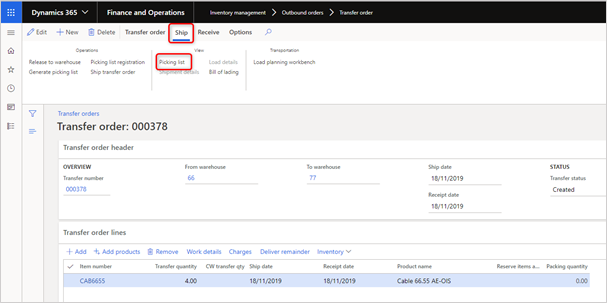 Dynamics 365 Finance and Operations Inventory management Outbound orders Transfer order
Edit New Delete Transfer order Ship Receive Options
Operations View Transportation
Release to warehouse Picking list registration Picking list Load details Load planning workbench
Generate picking list Ship transfer order Shipment details Bill of lading
Transfer orders
Transfer order: 000378
Transfer order header
OVERVIEW From warehouse To warehouse Ship date STATUS
Transfer number 66 77 18/11/2019 Transfer status
000378 Receipt date Created
18/11/2019
Transfer order lines
Add Add products Remove Work details Charges Deliver remainder Inventory
Item number Transfer quantity CW transfer qty Ship date Receipt date Product name Reserve items a... Packing quantity
CAB6655 4.00 18/11/2019 18/11/2019 Cable 66.55 AE-OIS 0.00